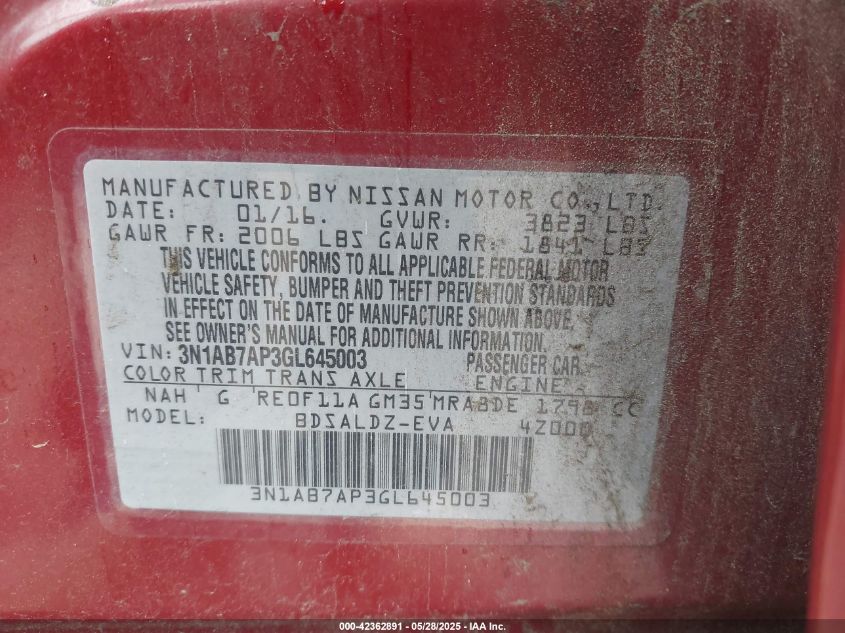 MANUFACTURED BY NISSAN MOTOR CO., LTD.
DATE: 01/16. GVWR: 3823 LBS
GAWR FR: 2006 LBS GAWR RR: 1841 LBS
THIS VEHICLE CONFORMS TO ALL APPLICABLE FEDERAL MOTOR
VEHICLE SAFETY, BUMPER AND THEFT PREVENTION STANDARDS
IN EFFECT ON THE DATE OF MANUFACTURE SHOWN ABOVE.
SEE OWNER'S MANUAL FOR ADDITIONAL INFORMATION.
VIN: 3N1AB7AP3GL645003 PASSENGER CAR
COLOR TRIM TRANS AXLE ENGINE
NAH G RE0F11A GM35 MRA8DE 1798 CC
MODEL: BDSALDZ-EVA 4Z000
3N1AB7AP3GL645003
000-42362891 - 05/28/2025 - IAA Inc.